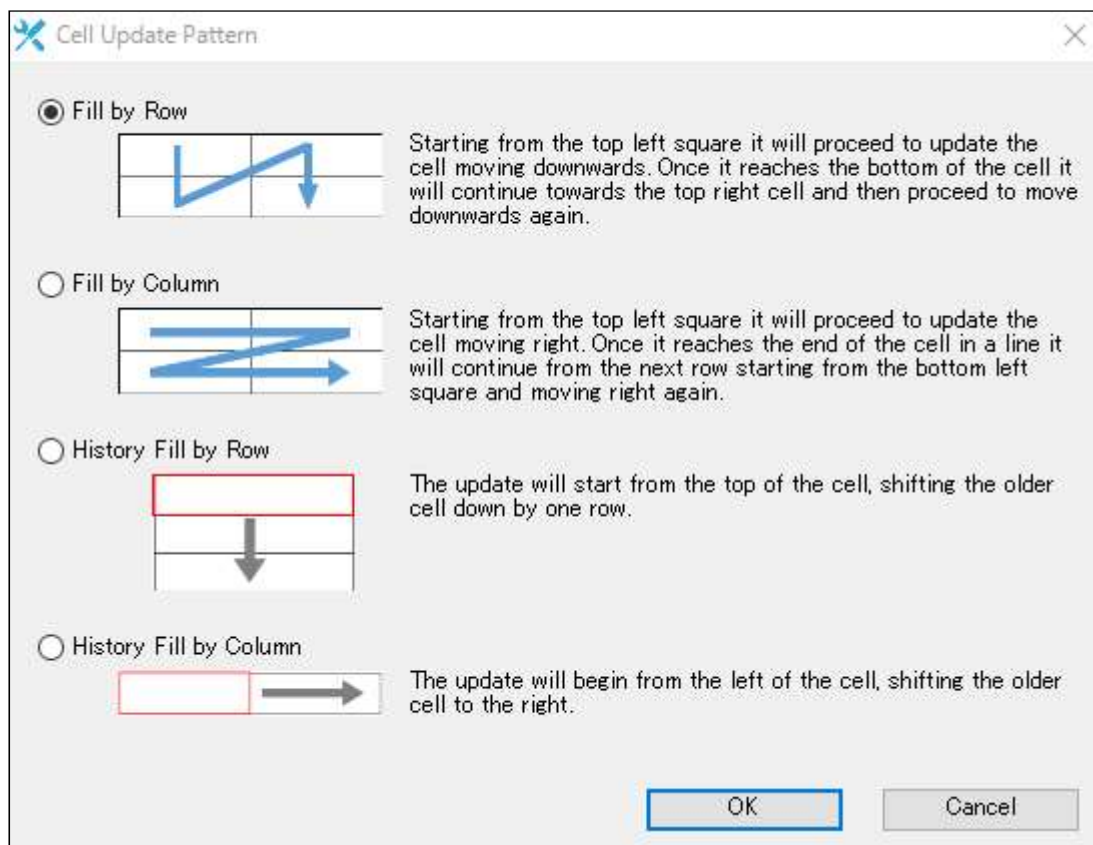 Cell Update Pattern
Fill by Row
Starting from the top left square it will proceed to update the
cell moving downwards. Once it reaches the bottom of the cell it
will continue towards the top right cell and then proceed to move
downwards again.
Fill by Column
Starting from the top left square it will proceed to update the
cell moving right. Once it reaches the end of the cell in a line it
will continue from the next row starting from the bottom left
square and moving right again.
History Fill by Row
The update will start from the top of the cell, shifting the older
cell down by one row.
History Fill by Column
The update will begin from the left of the cell, shifting the older
cell to the right.
OK
Cancel